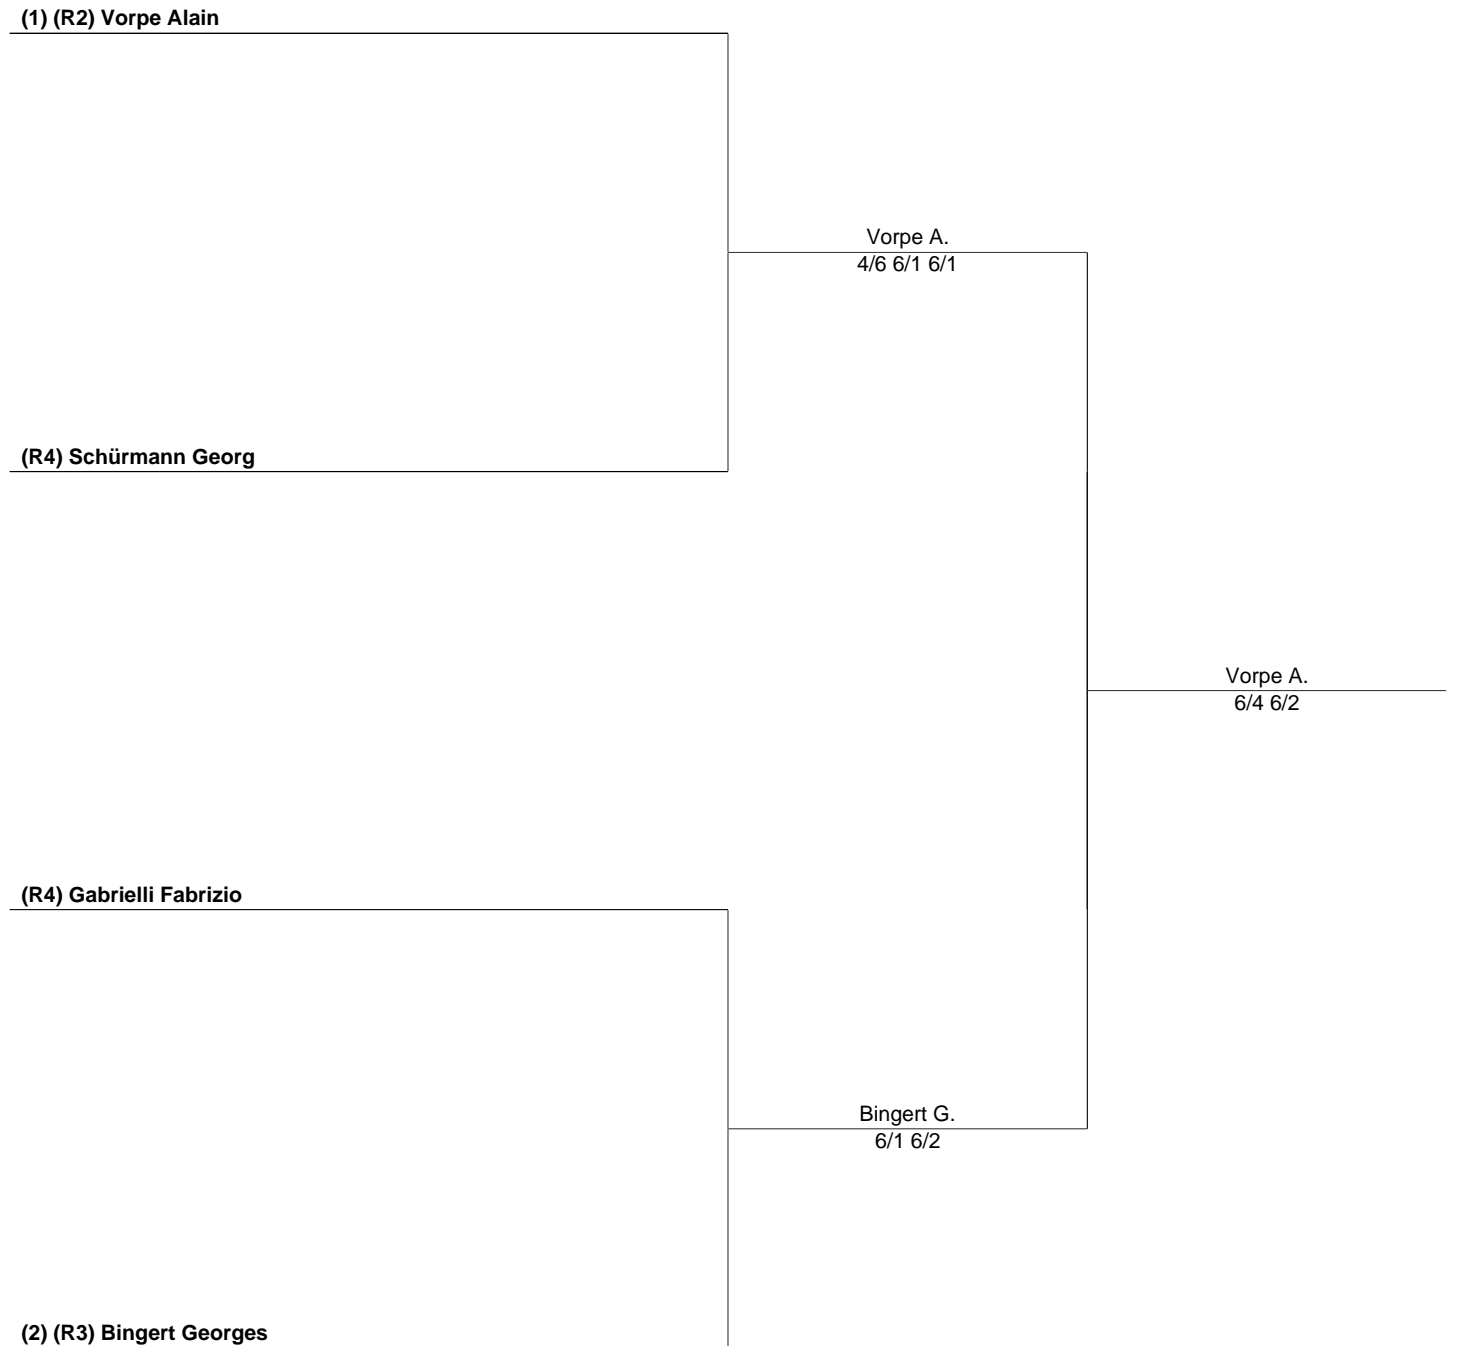 (1) (R2) Vorpe Alain
Vorpe A.
4/6 6/1 6/1
(R4) Schürmann Georg
Vorpe A.
6/4 6/2
(R4) Gabrielli Fabrizio
Bingert G.
6/1 6/2
(2) (R3) Bingert Georges